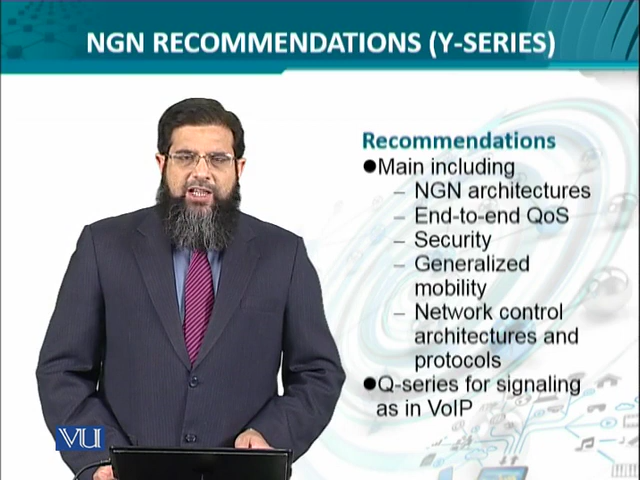 NGN RECOMMENDATIONS (Y-SERIES)
Recommendations
●Main including
– NGN architectures
– End-to-end QoS
– Security
– Generalized
mobility
– Network control
architectures and
protocols
●Q-series for signaling
as in VoIP
VU